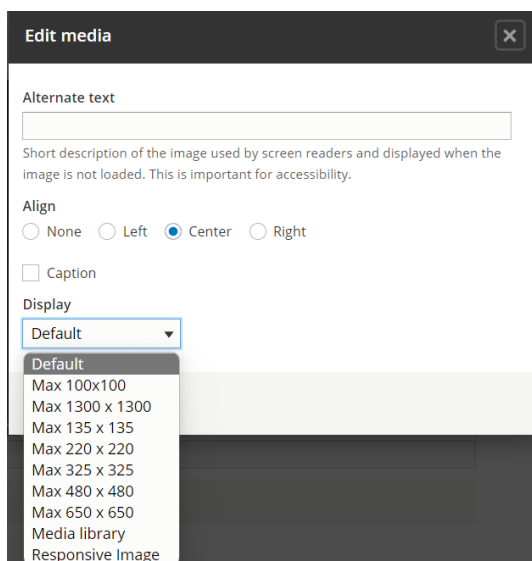 Edit media
Alternate text
Short description of the image used by screen readers and displayed when the
image is not loaded. This is important for accessibility.
Align
None Left Center Right
Caption
Display
Default
Default
Max 100x100
Max 1300 x 1300
Max 135 x 135
Max 220 x 220
Max 325 x 325
Max 480 x 480
Max 650 x 650
Media library
Responsive Image